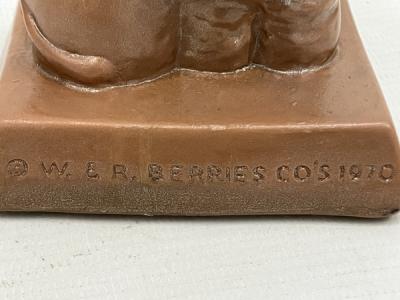 © W. & R. BERRIES CO'S 1970